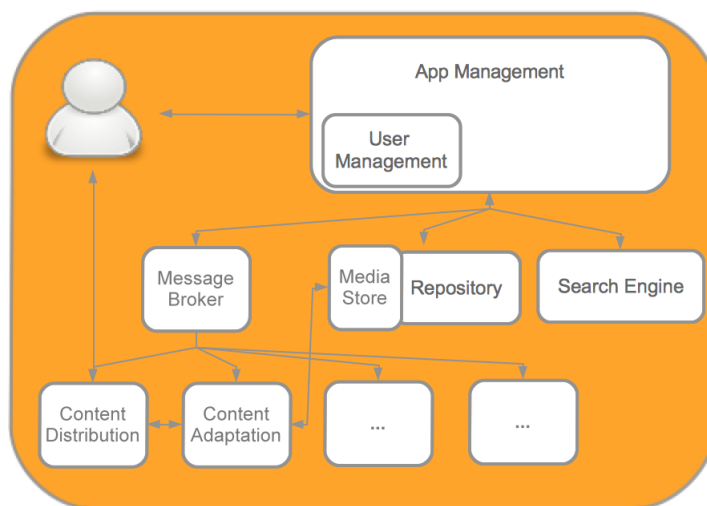 App Management
User
Management
Message
Broker
Media
Store
Repository
Search Engine
Content
Distribution
Content
Adaptation
...
...